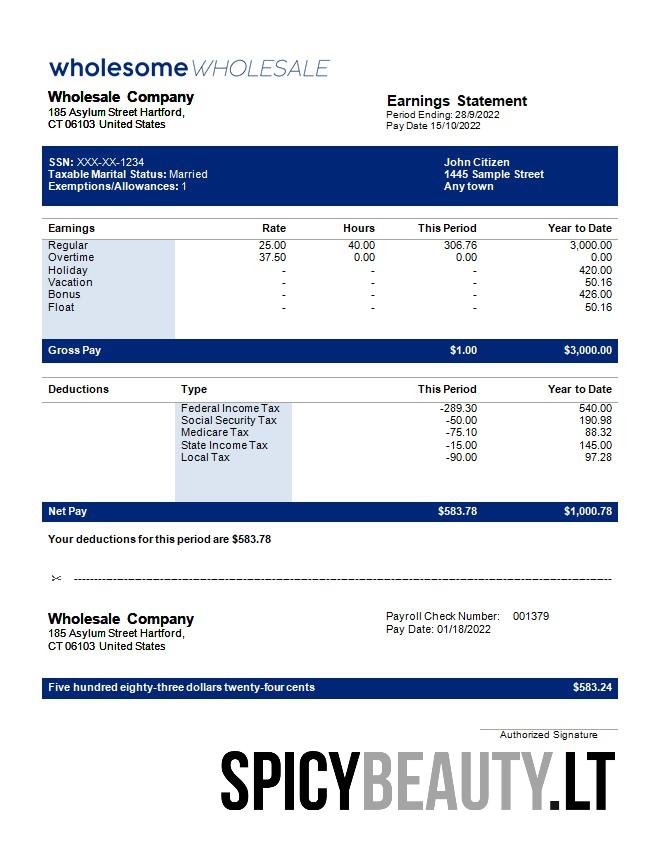 wholesomeWHOLESALE
Wholesale Company
185 Asylum Street Hartford,
CT 06103 United States
Earnings Statement
Period Ending: 28/9/2022
Pay Date 15/10/2022
SSN: XXX-XX-1234
Taxable Marital Status: Married
Exemptions/Allowances: 1
John Citizen
1445 Sample Street
Any town
Earnings Rate Hours This Period Year to Date
Regular 25.00 40.00 306.76 3,000.00
Overtime 37.50 0.00 0.00 0.00
Holiday - - - 420.00
Vacation - - - 50.16
Bonus - - - 426.00
Float - - - 50.16
Gross Pay $1.00 $3,000.00
Deductions Type This Period Year to Date
Federal Income Tax -289.30 540.00
Social Security Tax -50.00 190.98
Medicare Tax -75.10 88.32
State Income Tax -15.00 145.00
Local Tax -90.00 97.28
Net Pay $583.78 $1,000.78
Your deductions for this period are $583.78
Wholesale Company
185 Asylum Street Hartford,
CT 06103 United States
Payroll Check Number: 001379
Pay Date: 01/18/2022
Five hundred eighty-three dollars twenty-four cents $583.24
Authorized Signature
SPICYBEAUTY.LT